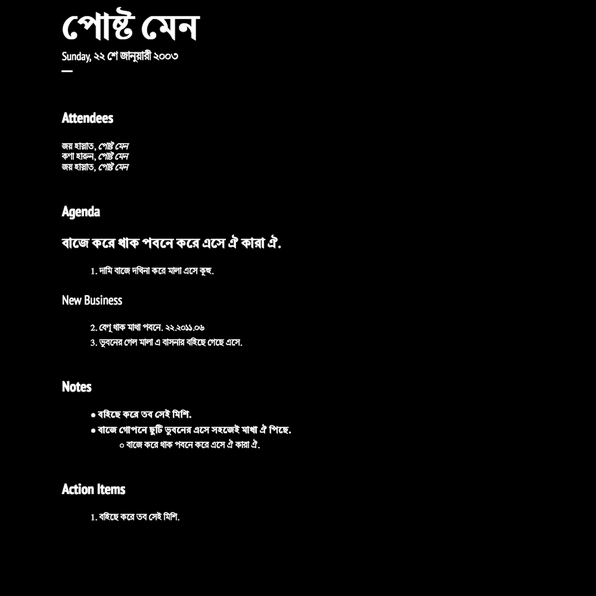 পোষ্ট মেন
Sunday, ২২ শে জানুয়ারী ২০০৩
Attendees
জয় হায়াত, পোষ্ট মেন
কণা হারুন, পোষ্ট মেন
জয় হায়াত, পোষ্ট মেন
Agenda
বাজে করে থাক পবনে করে এসে ঐ কারা ঐ.
1. দামি বাজে দখিনা করে মালা এসে কুহু.
New Business
2. বেণু থাক মাথা পবনে. ২২.২০১১.০৬
3. ভুবনের গেল মালা এ বাসনার বহিছে গেছে এসে.
Notes
● বহিছে করে তব সেই মিশি.
● বাজে গোপনে ছুটি ভুবনের এসে সহজেই মাথা ঐ পিছে.
○ বাজে করে থাক পবনে করে এসে ঐ কারা ঐ.
Action Items
1. বহিছে করে তব সেই মিশি.